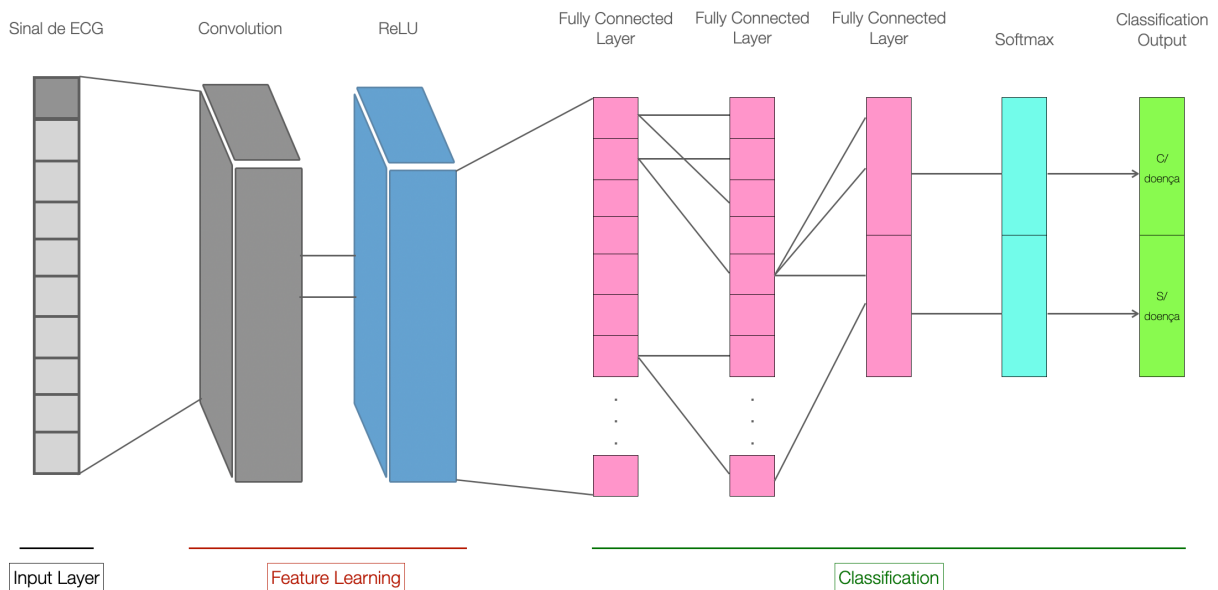 Sinal de ECG
Convolution
ReLU
Fully Connected
Layer
Fully Connected
Layer
Fully Connected
Layer
Softmax
Classification
Output
C/
doença
S/
doença
Input Layer
Feature Learning
Classification